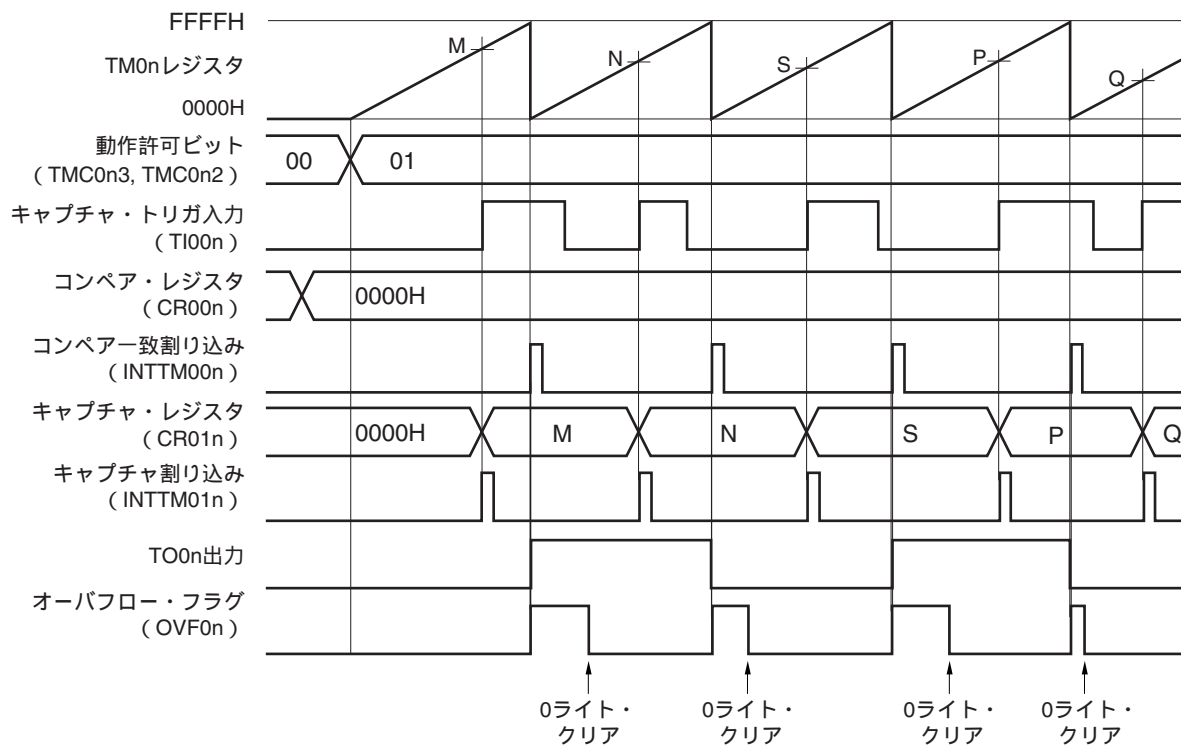 FFFFH
TM0nレジスタ
0000H
M
N
S
P
Q
動作許可ビット
（TMC0n3, TMC0n2）
00
01
キャプチャ・トリガ入力
（TI00n）
コンペア・レジスタ
（CR00n）
0000H
コンペア一致割り込み
（INTTM00n）
キャプチャ・レジスタ
（CR01n）
0000H
M
N
S
P
Q
キャプチャ割り込み
（INTTM01n）
TO0n出力
オーバフロー・フラグ
（OVF0n）
0ライト・
クリア
0ライト・
クリア
0ライト・
クリア
0ライト・
クリア